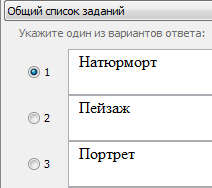 Общий список заданий
Укажите один из вариантов ответа:
1 Натюрморт
2 Пейзаж
3 Портрет